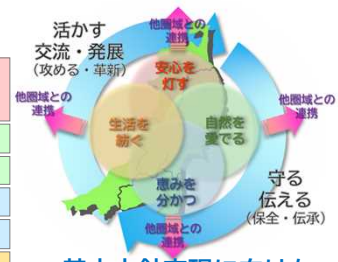 他圏域との
連携
活かす
交流・発展
（攻める・革新）
安心を
灯す
他圏域との
連携
他圏域との
連携
生活を
紡ぐ
自然を
愛でる
恵みを
分かつ
守る
伝える
（保全・伝承）
他圏域との
連携